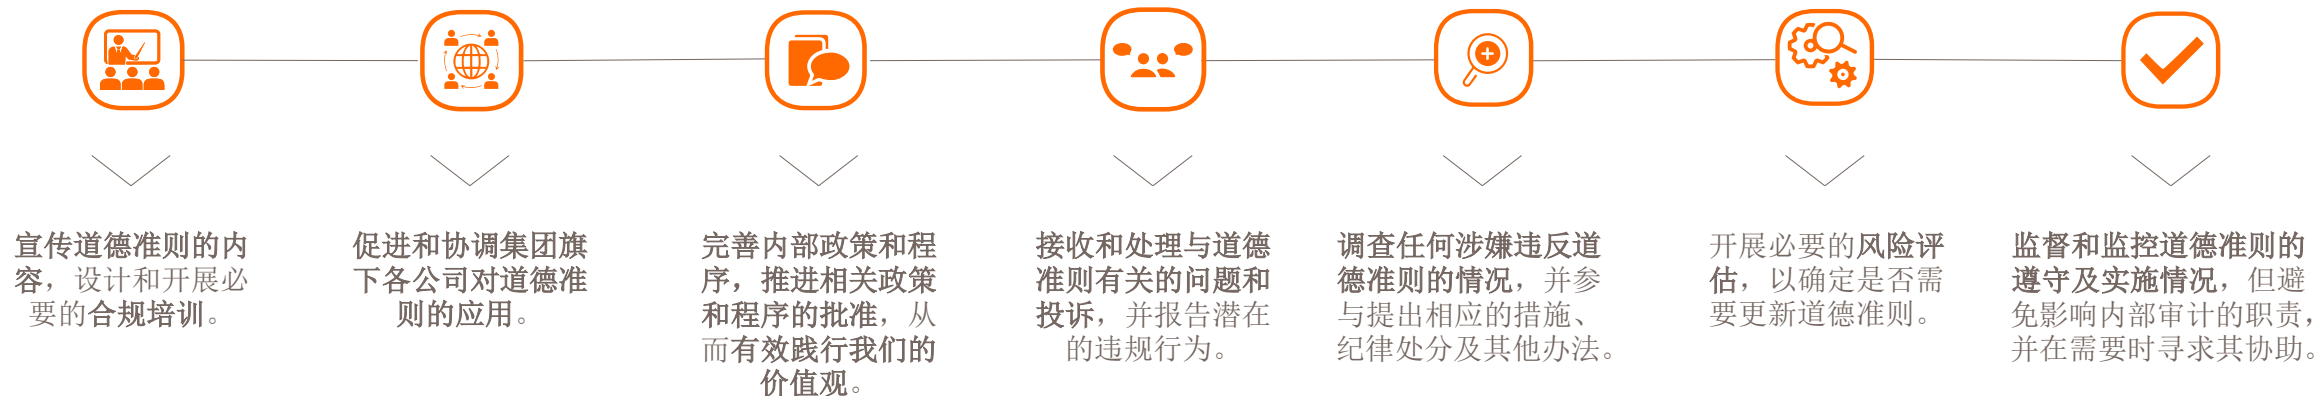 宣传道德准则的内
容，设计和开展必
要的合规培训。
促进和协调集团旗
下各公司对道德准
则的应用。
完善内部政策和程
序，推进相关政策
和程序的批准，从
而有效践行我们的
价值观。
接收和处理与道德
准则有关的问题和
投诉，并报告潜在
的违规行为。
调查任何涉嫌违反道
德准则的情况，并参
与提出相应的措施、
纪律处分及其他办法。
开展必要的风险评
估，以确定是否需
要更新道德准则。
监督和监控道德准则的
遵守及实施情况，但避
免影响内部审计的职责，
并在需要时寻求其协助。